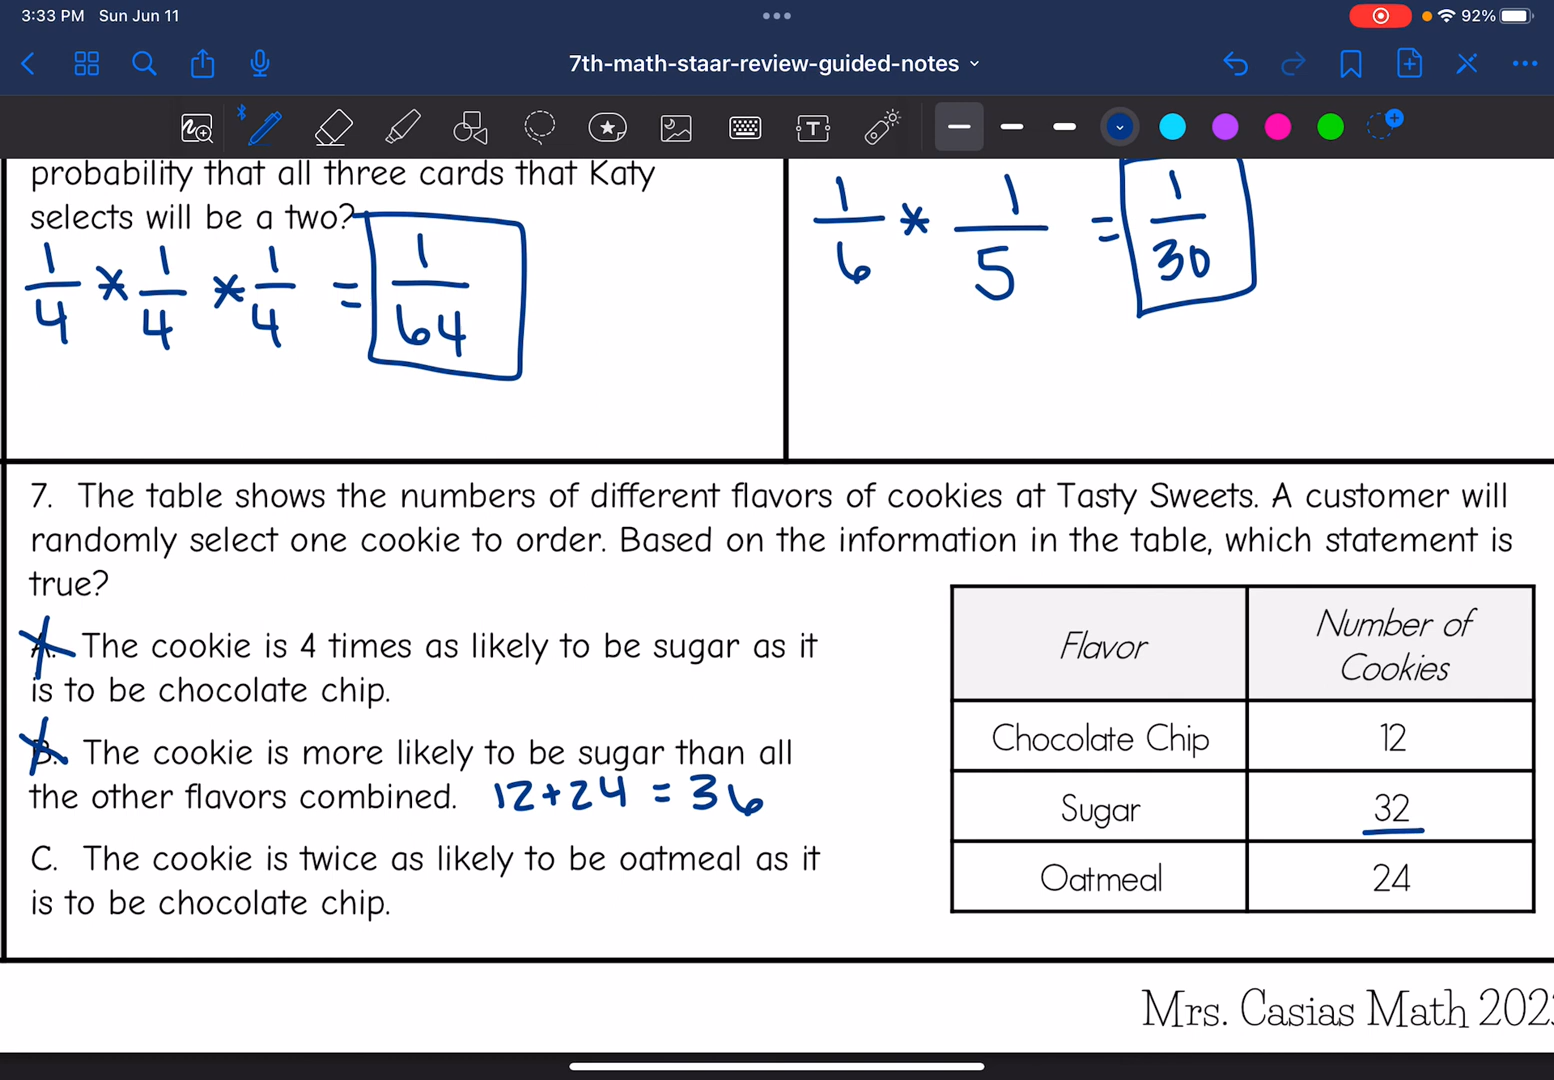 3:33 PM Sun Jun 11
92%
7th-math-staar-review-guided-notes
probability that all three cards that Katy
selects will be a two?
1/4 * 1/4 * 1/4 = 1/64
1/6 * 1/5 = 1/30
7. The table shows the numbers of different flavors of cookies at Tasty Sweets. A customer will
randomly select one cookie to order. Based on the information in the table, which statement is
true?
A. The cookie is 4 times as likely to be sugar as it
is to be chocolate chip.
B. The cookie is more likely to be sugar than all
the other flavors combined. 12+24 = 36
C. The cookie is twice as likely to be oatmeal as it
is to be chocolate chip.
Flavor Number of
Cookies
Chocolate Chip 12
Sugar 32
Oatmeal 24
Mrs. Casias Math